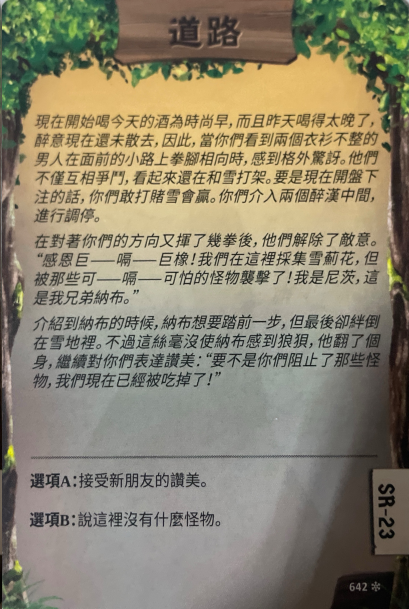 道路
現在開始喝今天的酒為時尚早，而且昨天喝得太晚了，
醉意現在還未散去，因此，當你們看到兩個衣衫不整的
男人在面前的小路上拳腳相向時，感到格外驚訝。他們
不僅互相爭鬥，看起來還在和雪打架。要是現在開盤下
注的話，你們敢打賭雪會贏。你們介入兩個醉漢中間，
進行調停。
在對著你們的方向又揮了幾拳後，他們解除了敵意。
“感恩巨——嗝——巨橡！我們在這裡採集雪薊花，但
被那些可——嗝——可怕的怪物襲擊了！我是尼茨，這
是我兄弟納布。”
介紹到納布的時候，納布想要踏前一步，但最後卻絆倒
在雪地裡。不過這絲毫沒使納布感到狼狽，他翻了個
身，繼續對你們表達讚美：“要不是你們阻止了那些怪
物，我們現在已經被吃掉了！”
選項A：接受新朋友的讚美。
選項B：說這裡沒有什麼怪物。
SR-23
642